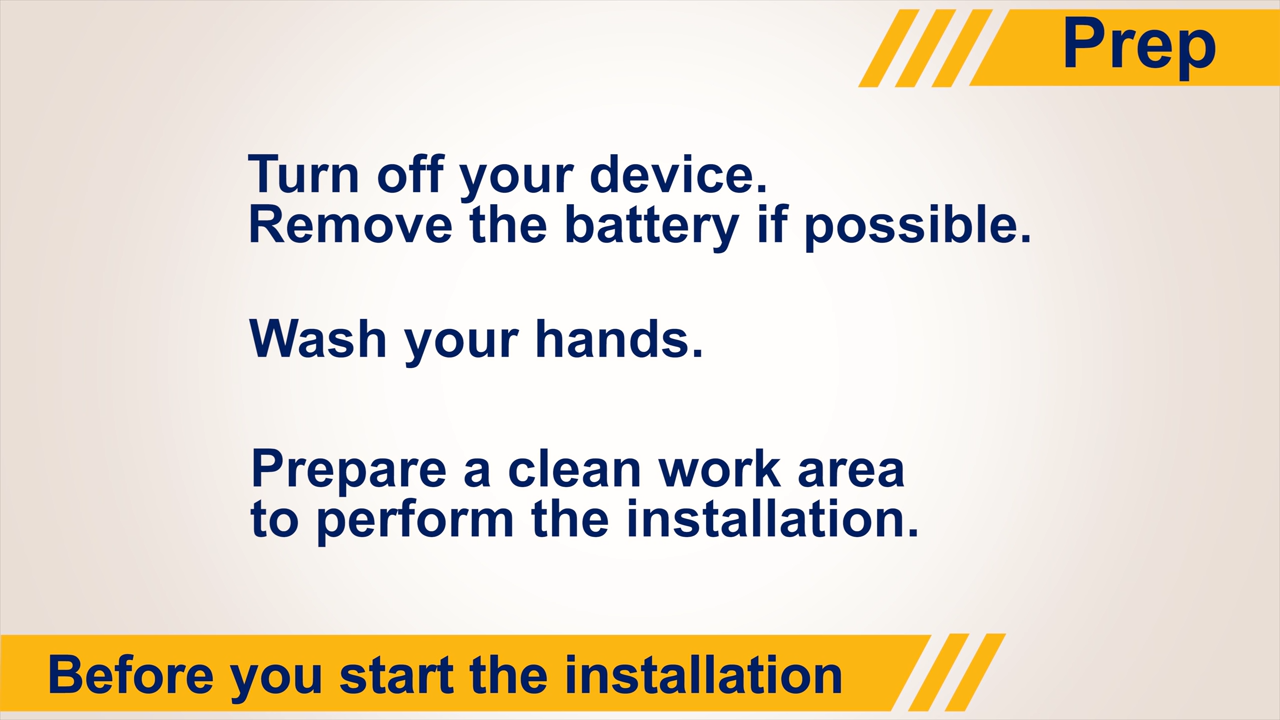 Prep
Turn off your device.
Remove the battery if possible.
Wash your hands.
Prepare a clean work area
to perform the installation.
Before you start the installation